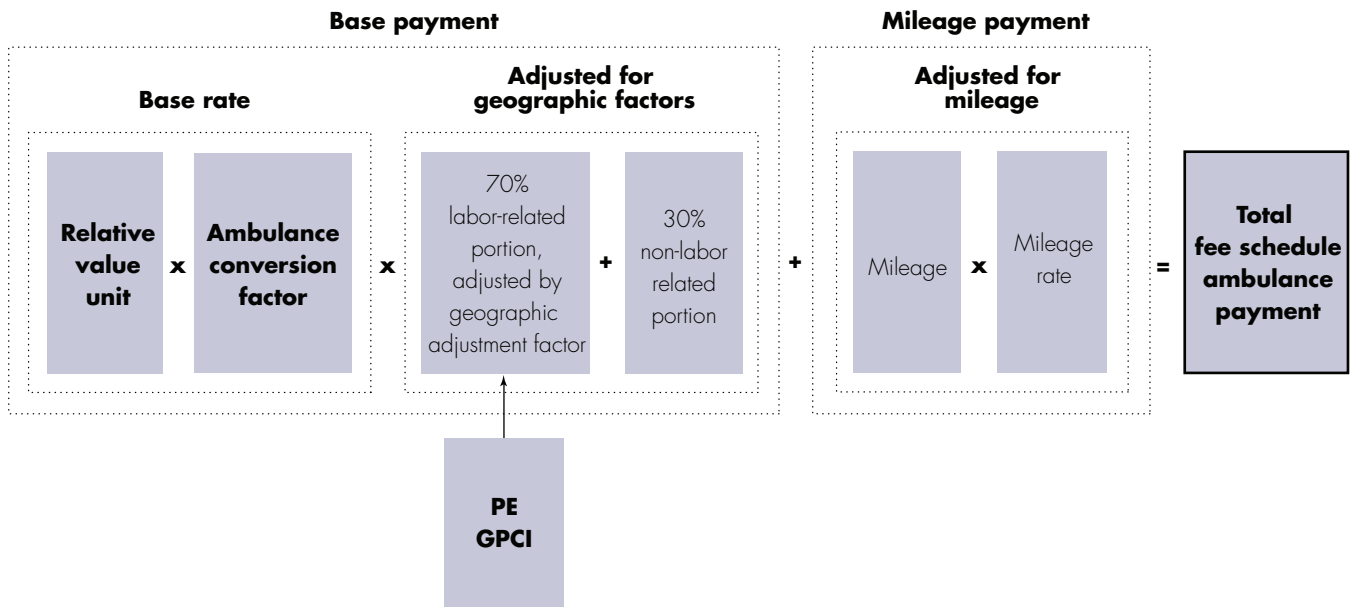 Base payment
Mileage payment
Base rate
Adjusted for
geographic factors
Adjusted for
mileage
Relative
value
unit
x
Ambulance
conversion
factor
x
70%
labor-related
portion,
adjusted by
geographic
adjustment factor
+
30%
non-labor
related
portion
+
Mileage
x
Mileage
rate
=
Total
fee schedule
ambulance
payment
PE
GPCI